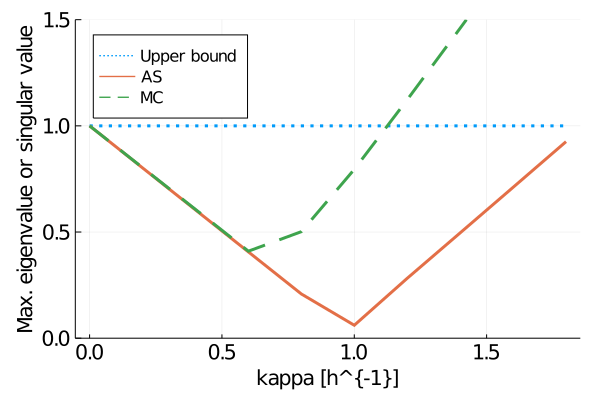 Max. eigenvalue or singular value
1.5
1.0
0.5
0.0
Upper bound
AS
MC
0.0 0.5 1.0 1.5
kappa [h^{-1}]